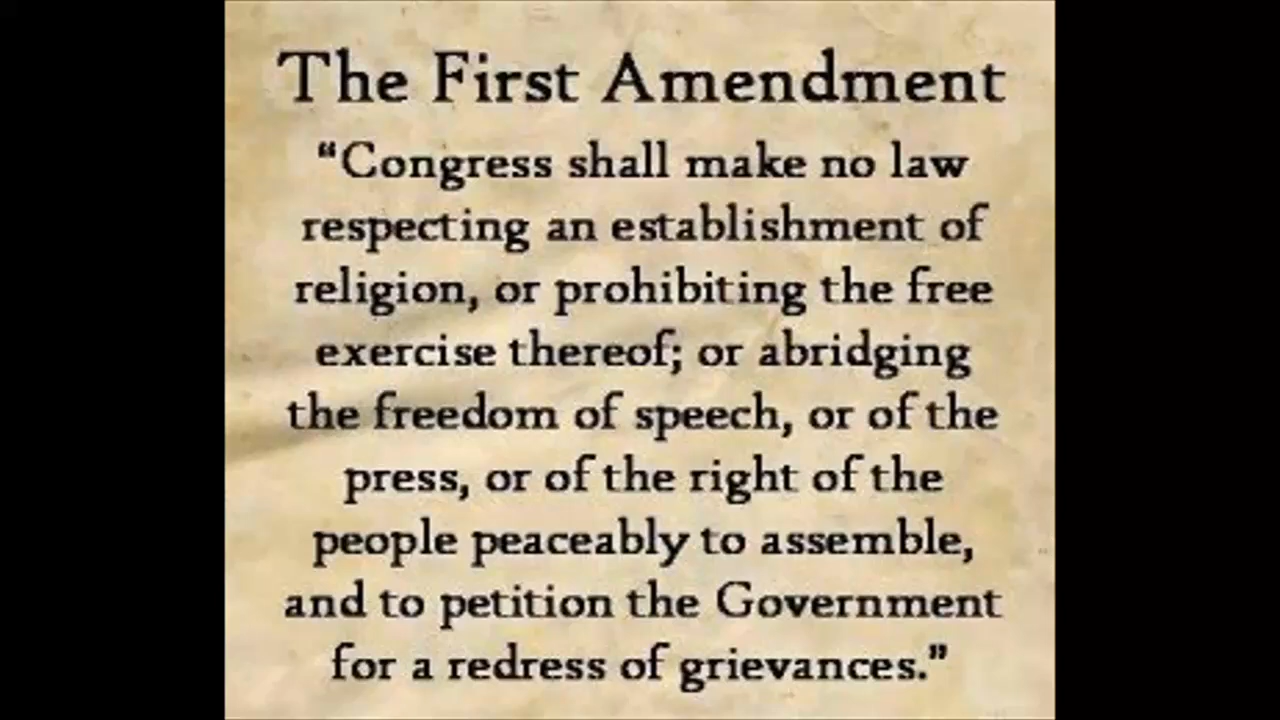 The First Amendment
“Congress shall make no law
respecting an establishment of
religion, or prohibiting the free
exercise thereof; or abridging
the freedom of speech, or of the
press, or of the right of the
people peaceably to assemble,
and to petition the Government
for a redress of grievances.”